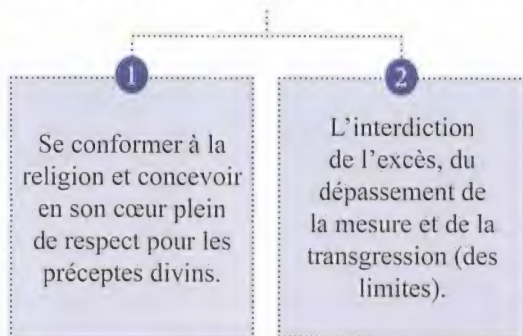 1
Se conformer à la
religion et concevoir
en son cœur plein
de respect pour les
préceptes divins.
2
L'interdiction
de l'excès, du
dépassement de
la mesure et de la
transgression (des
limites).